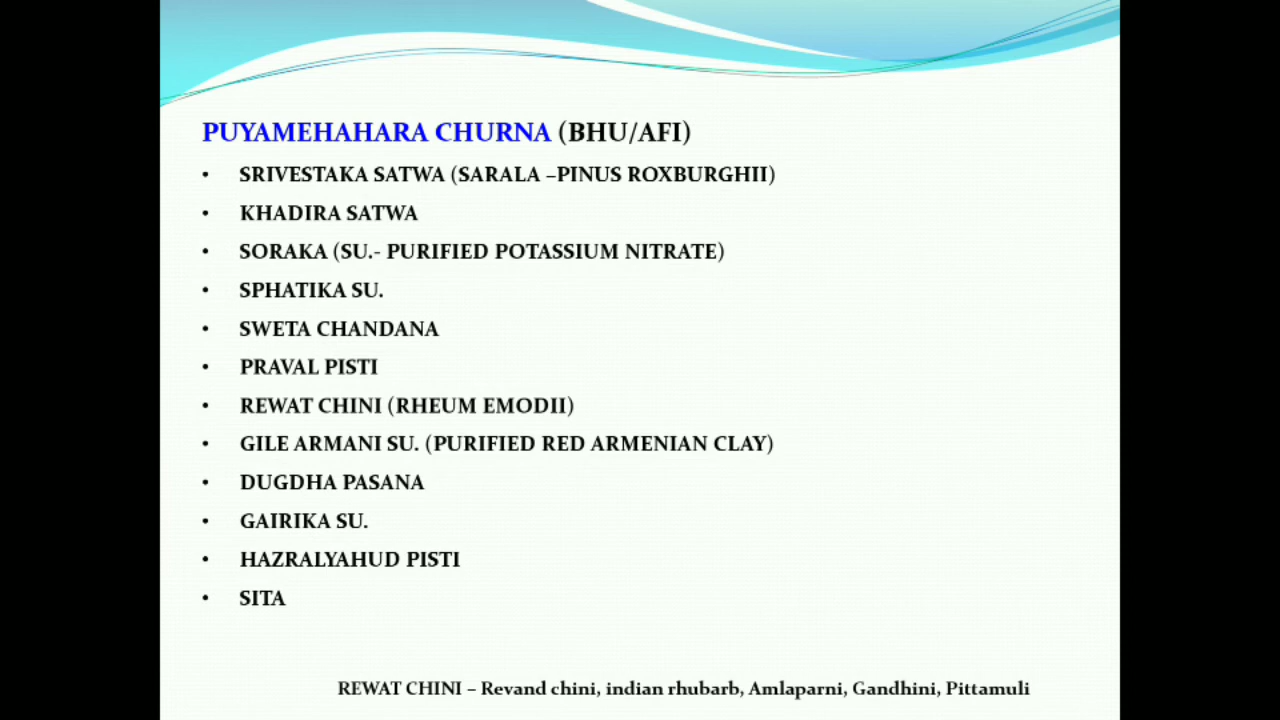 PUYAMEHAHARA CHURNA (BHU/AFI)
• SRIVESTAKA SATWA (SARALA –PINUS ROXBURGHII)
• KHADIRA SATWA
• SORAKA (SU.- PURIFIED POTASSIUM NITRATE)
• SPHATIKA SU.
• SWETA CHANDANA
• PRAVAL PISTI
• REWAT CHINI (RHEUM EMODII)
• GILE ARMANI SU. (PURIFIED RED ARMENIAN CLAY)
• DUGDHA PASANA
• GAIRIKA SU.
• HAZRALYAHUD PISTI
• SITA
REWAT CHINI – Revand chini, indian rhubarb, Amlaparni, Gandhini, Pittamuli